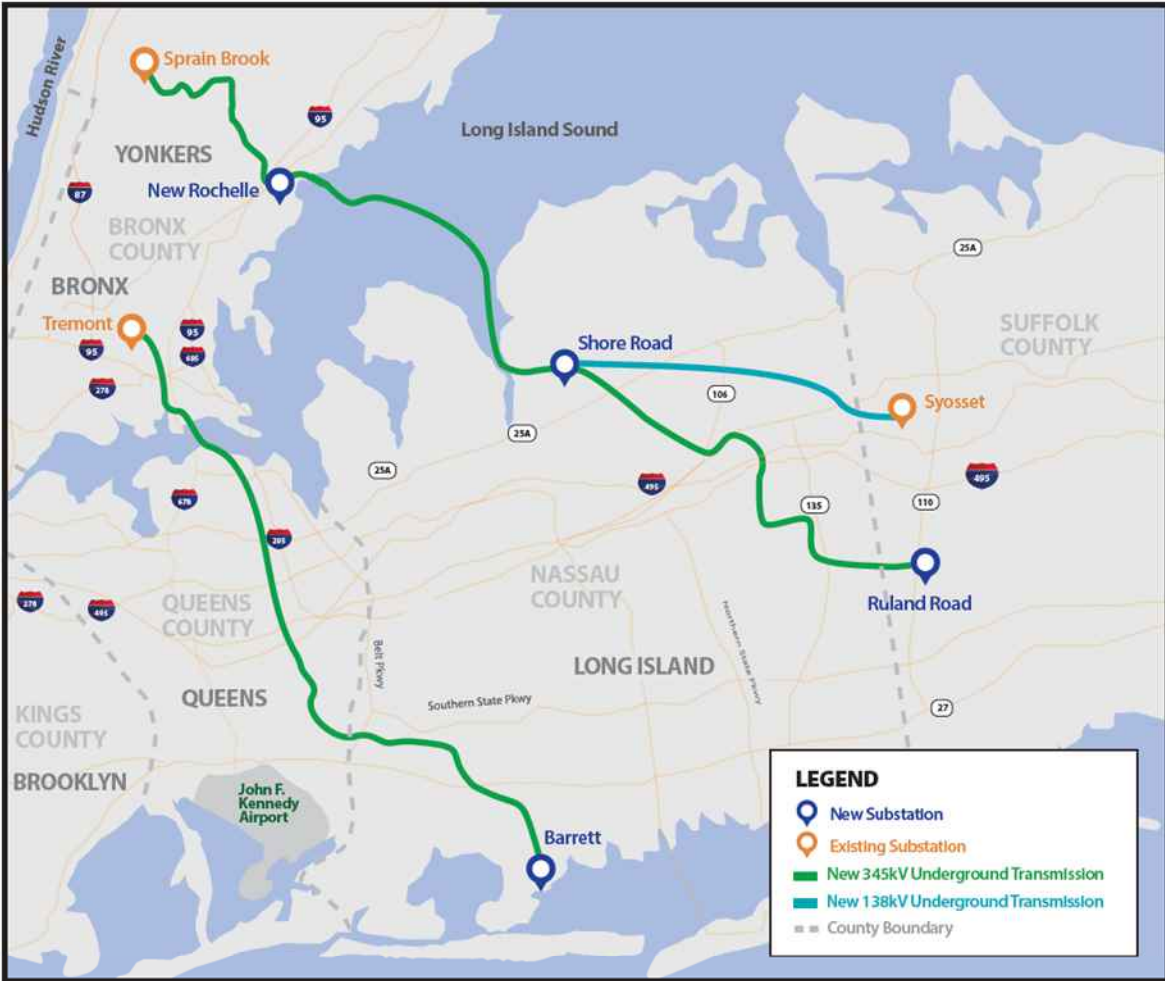 Hudson River
Sprain Brook
95
Long Island Sound
YONKERS
New Rochelle
87
BRONX
COUNTY
25A
BRONX
Tremont
95
95
278
Shore Road
SUFFOLK
COUNTY
106
Syosset
25A
25A
495
495
678
135
110
295
NASSAU
COUNTY
Ruland Road
278
495
QUEENS
COUNTY
Belt Pkwy
Northern State Pkwy
LONG ISLAND
QUEENS
Southern State Pkwy
27
KINGS
COUNTY
BROOKLYN
John F.
Kennedy
Airport
Barrett
LEGEND
New Substation
Existing Substation
New 345kV Underground Transmission
New 138kV Underground Transmission
County Boundary